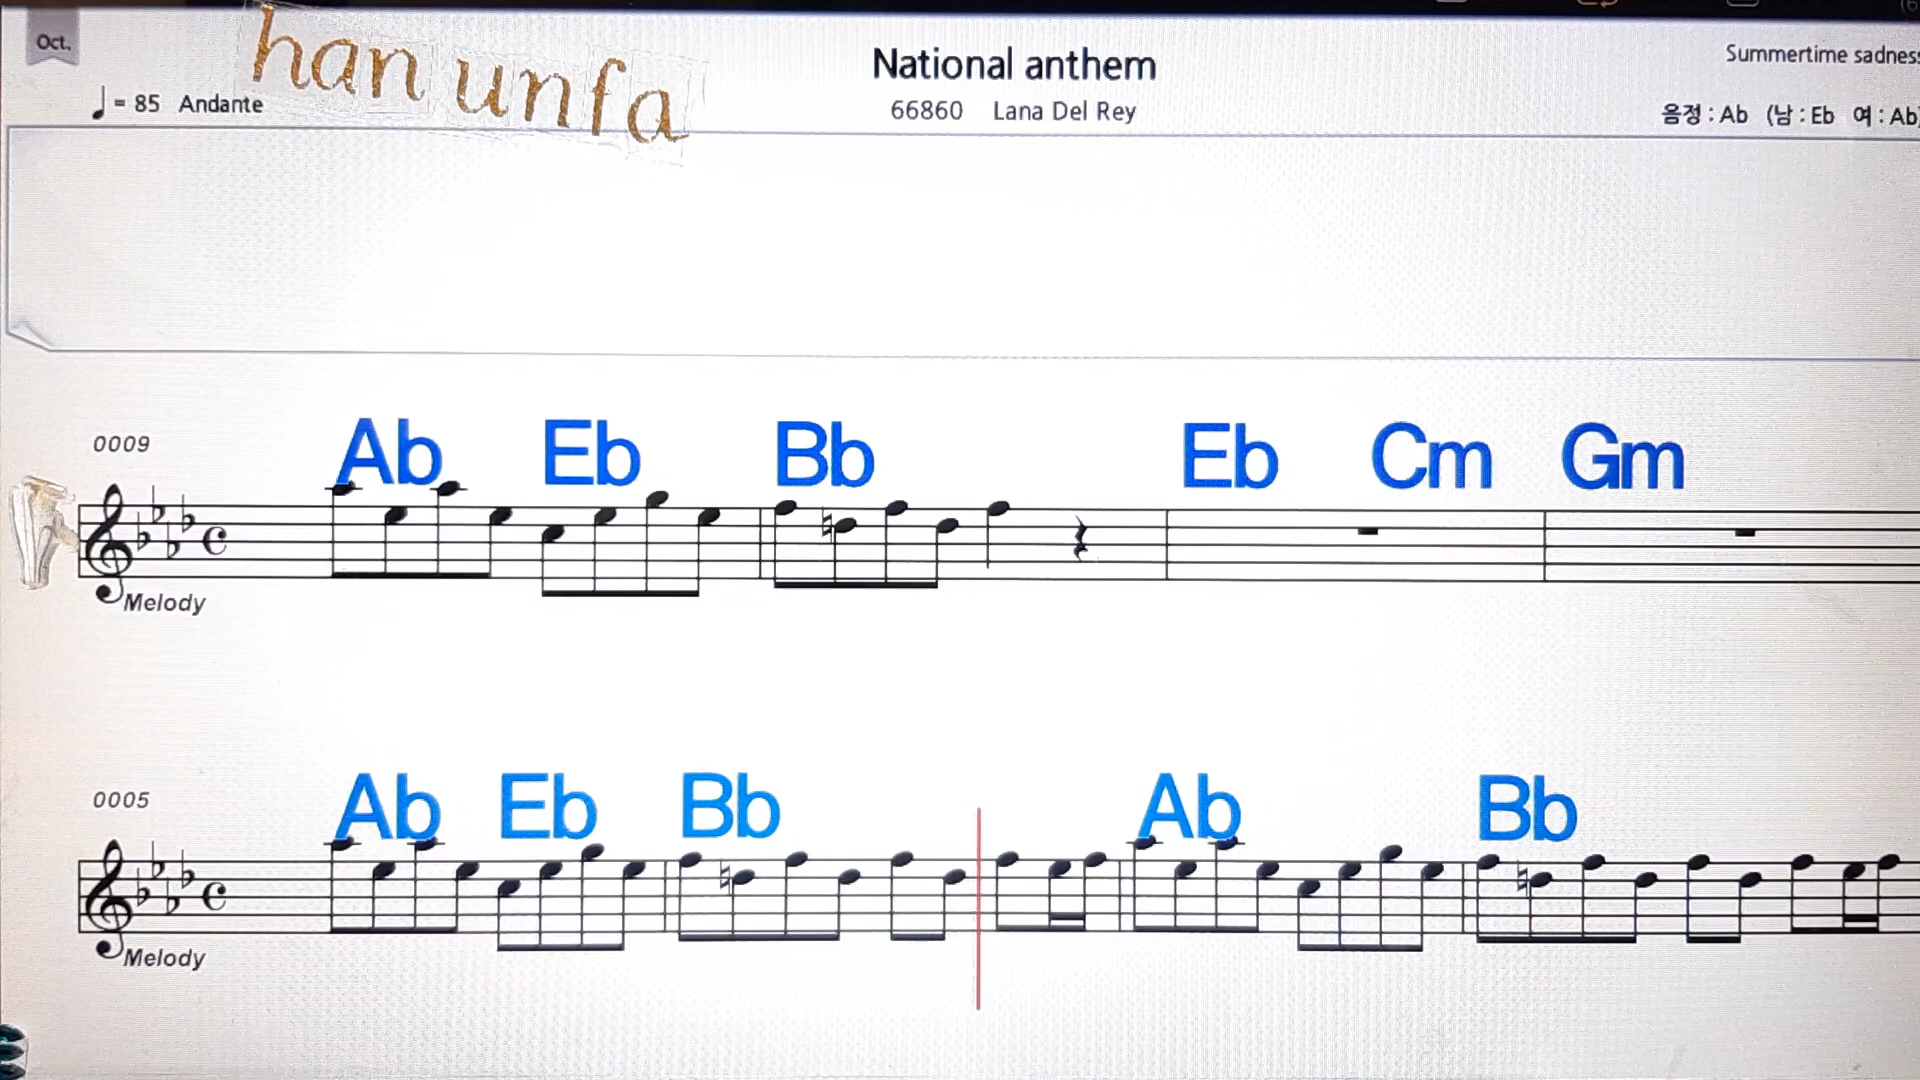 Oct.
han unfa
National anthem
Summertime sadness
= 85 Andante
66860 Lana Del Rey
음정 : Ab (남 : Eb 여 : Ab)
0009
Ab Eb Bb Eb Cm Gm
Melody
0005
Ab Eb Bb Ab Bb
Melody